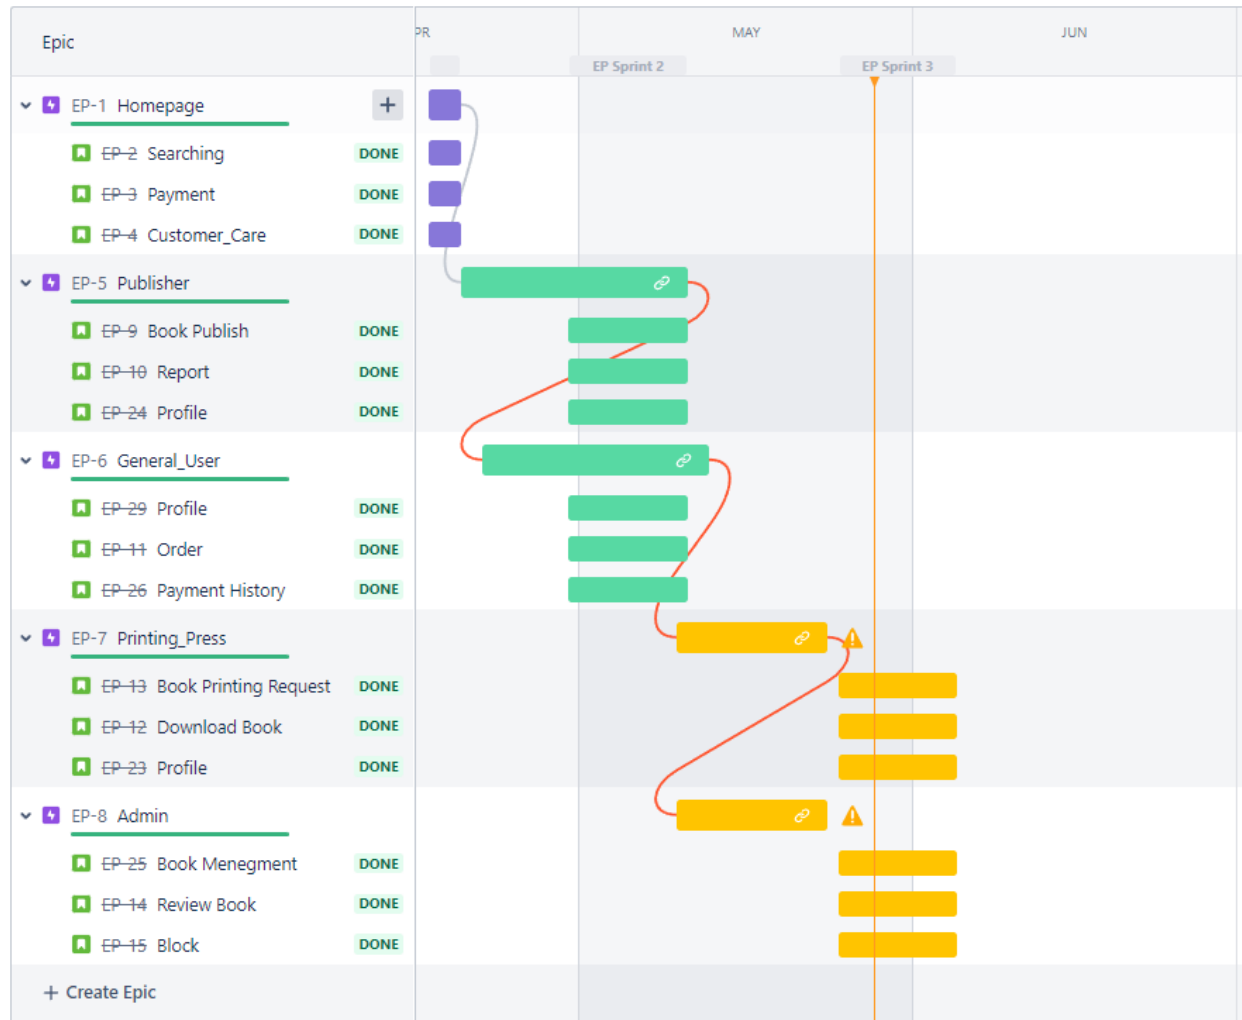 Epic
PR
MAY
JUN
EP Sprint 2
EP Sprint 3
EP-1 Homepage
EP-2 Searching DONE
EP-3 Payment DONE
EP-4 Customer_Care DONE
EP-5 Publisher
EP-9 Book Publish DONE
EP-10 Report DONE
EP-24 Profile DONE
EP-6 General_User
EP-29 Profile DONE
EP-11 Order DONE
EP-26 Payment History DONE
EP-7 Printing_Press
EP-13 Book Printing Request DONE
EP-12 Download Book DONE
EP-23 Profile DONE
EP-8 Admin
EP-25 Book Menegment DONE
EP-14 Review Book DONE
EP-15 Block DONE
+ Create Epic